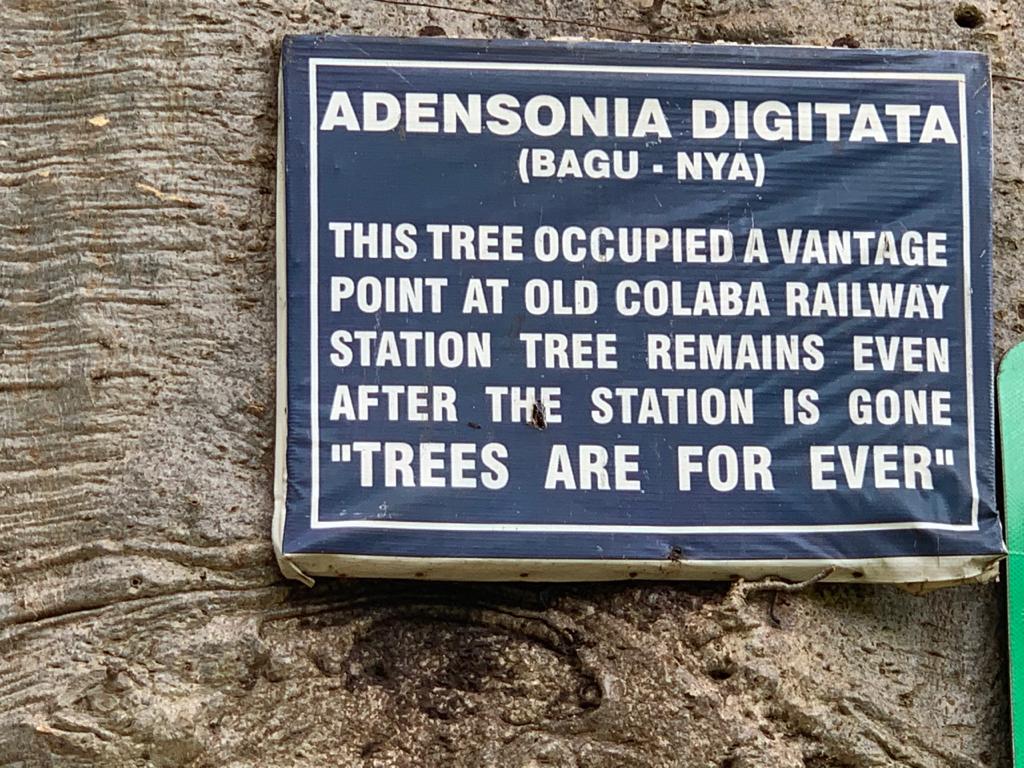 ADENSONIA DIGITATA
(BAGU - NYA)
THIS TREE OCCUPIED A VANTAGE
POINT AT OLD COLABA RAILWAY
STATION TREE REMAINS EVEN
AFTER THE STATION IS GONE
"TREES ARE FOR EVER"